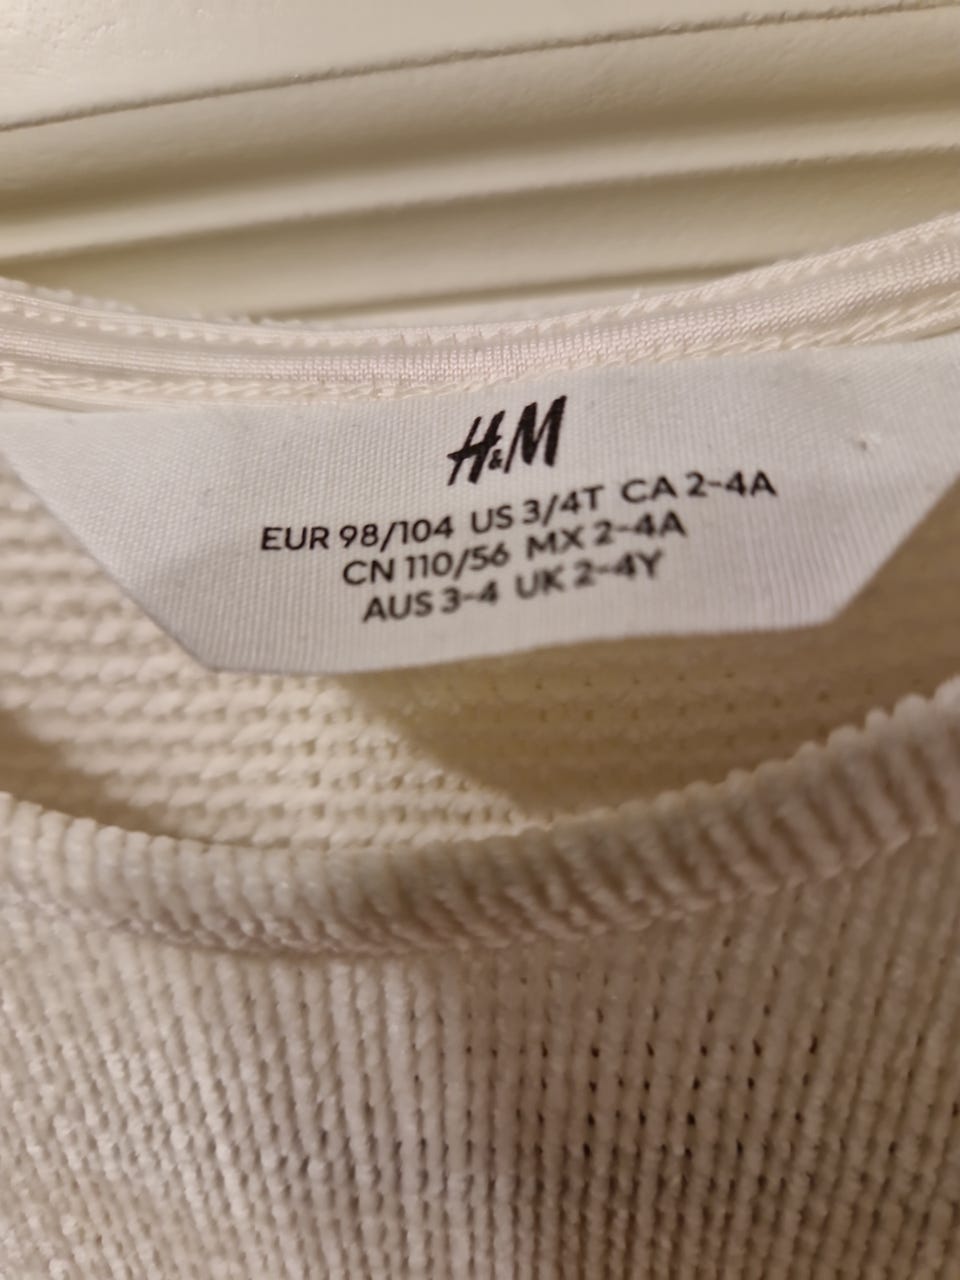 H&M
EUR 98/104 US 3/4T CA 2-4A
CN 110/56 MX 2-4A
AUS 3-4 UK 2-4Y